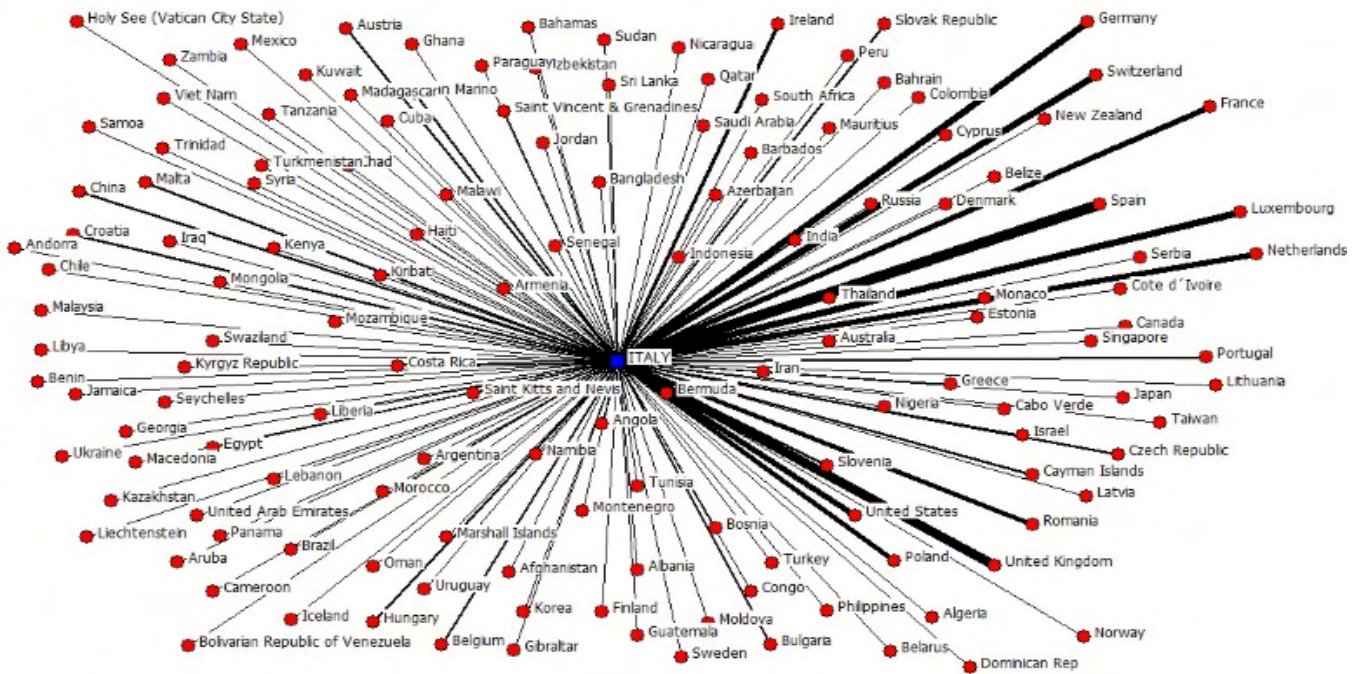 Holy See (Vatican City State)
Austria
Bahamas
Ireland
Slovak Republic
Germany
Mexico
Ghana
Sudan
Nicaragua
Zambia
Peru
Paraguay
Uzbekistan
Kuwait
Switzerland
Qatar
Sri Lanka
Bahrain
Viet Nam
Madagascar
n Marino
South Africa
Colombia
France
Tanzania
Saint Vincent & Grenadines
Cuba
Saudi Arabia
Mauritius
New Zealand
Samoa
Cyprus
Trinidad
Jordan
Barbados
Turkmenistan
had
Belize
Syria
Bangladesh
Malta
China
Malawi
Azerbaijan
Russia
Denmark
Spain
Luxembourg
Croatia
Haiti
Iraq
India
Andorra
Kenya
Senegal
Indonesia
Serbia
Netherlands
Chile
Kiribati
Mongolia
Armenia
Cote d´Ivoire
Thailand
Monaco
Malaysia
Mozambique
Estonia
Canada
Swaziland
Australia
Singapore
Libya
ITALY
Portugal
Kyrgyz Republic
Costa Rica
Iran
Benin
Greece
Lithuania
Jamaica
Saint Kitts and Nevis
Bermuda
Japan
Seychelles
Nigeria
Cabo Verde
Liberia
Angola
Taiwan
Georgia
Israel
Egypt
Ukraine
Macedonia
Argentina
Namibia
Czech Republic
Slovenia
Cayman Islands
Lebanon
Tunisia
Morocco
Latvia
Kazakhstan
Montenegro
United Arab Emirates
United States
Romania
Bosnia
Liechtenstein
Panama
Marshall Islands
Brazil
Aruba
Oman
Afghanistan
Albania
Turkey
Poland
United Kingdom
Cameroon
Uruguay
Congo
Iceland
Hungary
Korea
Finland
Moldova
Philippines
Algeria
Guatemala
Norway
Bolivarian Republic of Venezuela
Belgium
Gibraltar
Sweden
Bulgaria
Belarus
Dominican Rep